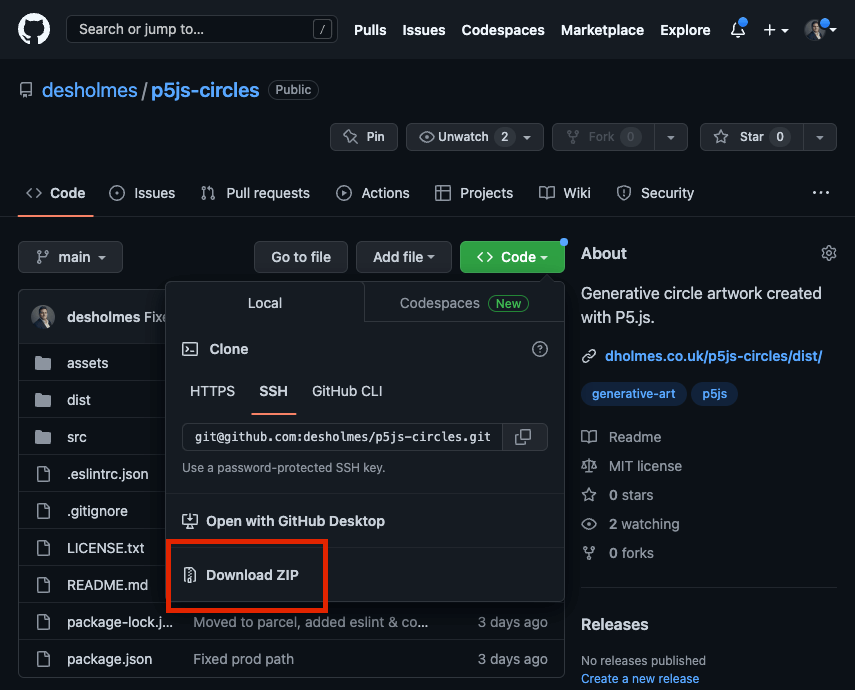 Search or jump to... /
Pulls Issues Codespaces Marketplace Explore
desholmes / p5js-circles Public
Pin Unwatch 2 Fork 0 Star 0
Code Issues Pull requests Actions Projects Wiki Security ...
main Go to file Add file Code
About
Generative circle artwork created
with P5.js.
dholmes.co.uk/p5js-circles/dist/
generative-art p5js
Readme
MIT license
0 stars
2 watching
0 forks
Releases
No releases published
Create a new release
desholmes Fixe
assets
dist
src
.eslintrc.json
.gitignore
LICENSE.txt
README.md
package-lock.j... Moved to parcel, added eslint & co... 3 days ago
package.json Fixed prod path 3 days ago
Local Codespaces New
Clone ?
HTTPS SSH GitHub CLI
git@github.com:desholmes/p5js-circles.git
Use a password-protected SSH key.
Open with GitHub Desktop
Download ZIP